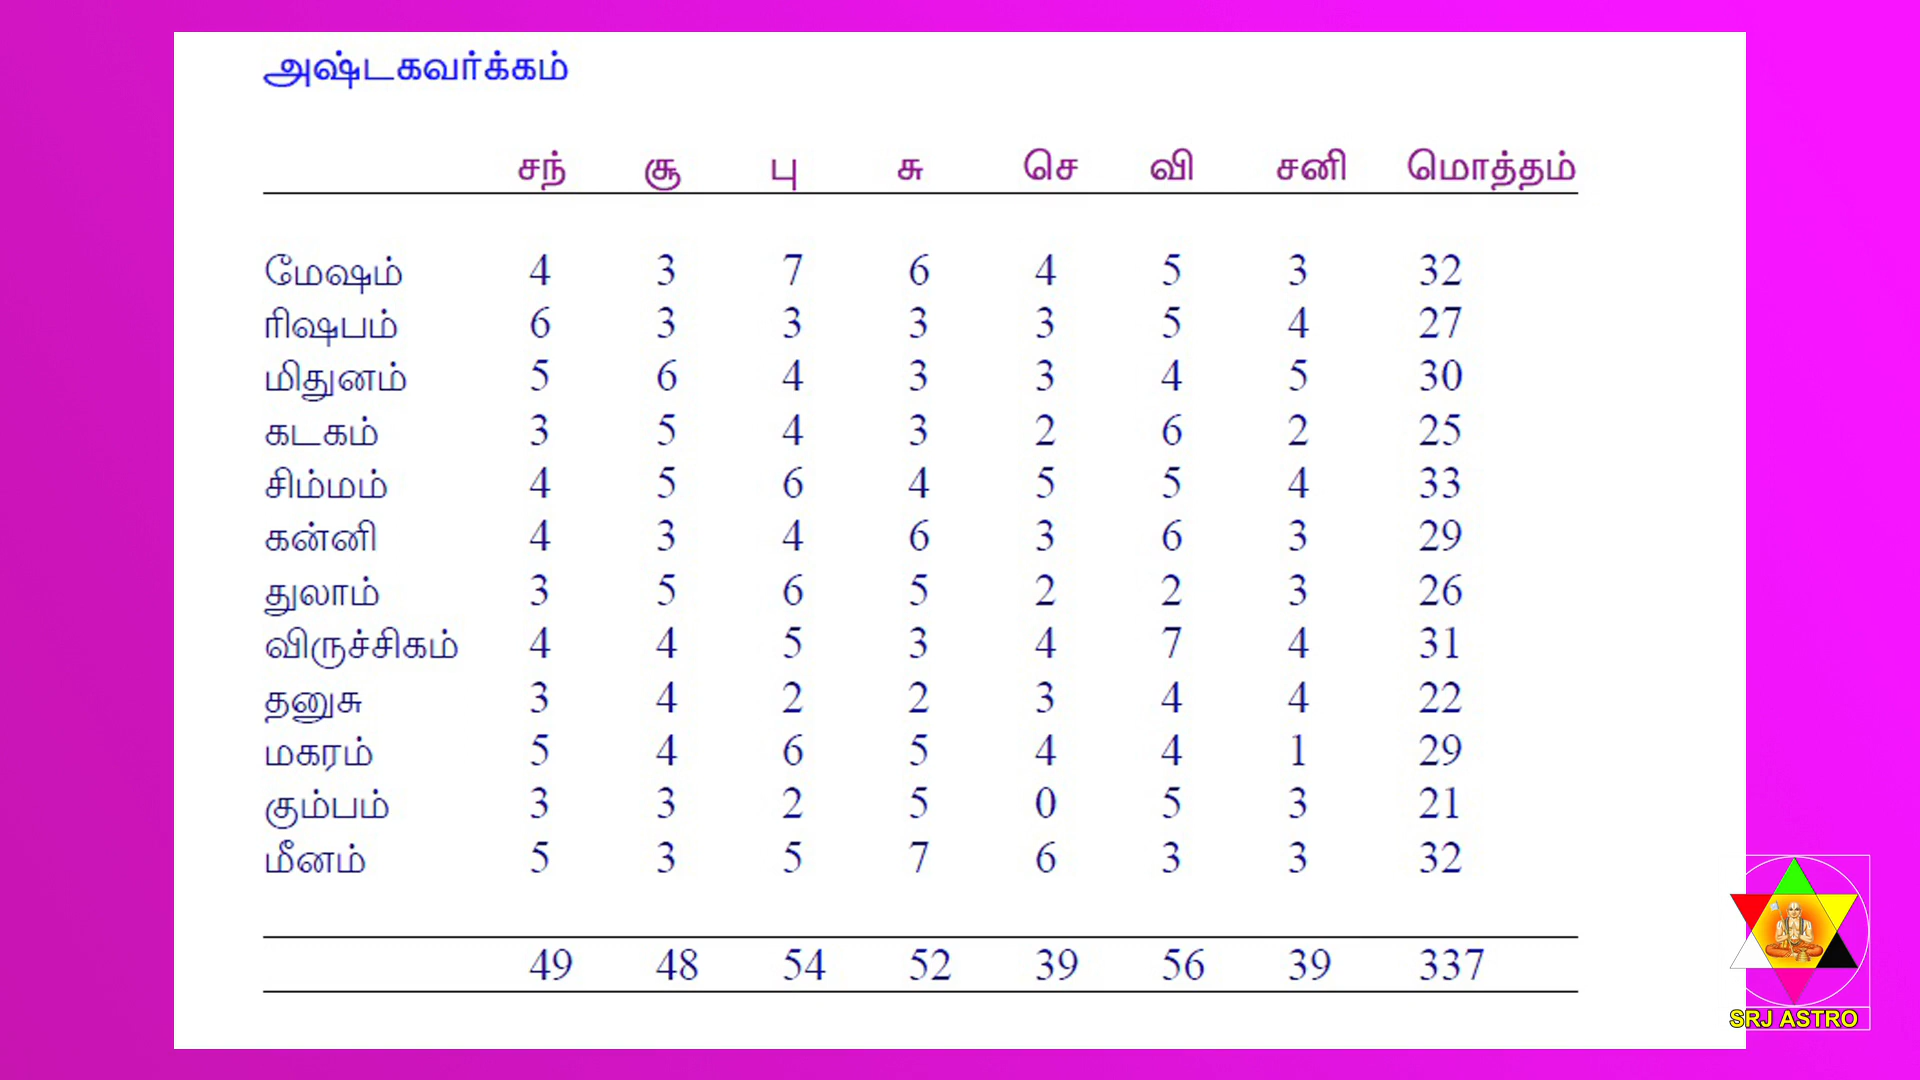 அஷ்டகவர்க்கம்
சந் சூ பு சு செ வி சனி மொத்தம்
மேஷம் 4 3 7 6 4 5 3 32
ரிஷபம் 6 3 3 3 3 5 4 27
மிதுனம் 5 6 4 3 3 4 5 30
கடகம் 3 5 4 3 2 6 2 25
சிம்மம் 4 5 6 4 5 5 4 33
கன்னி 4 3 4 6 3 6 3 29
துலாம் 3 5 6 5 2 2 3 26
விருச்சிகம் 4 4 5 3 4 7 4 31
தனுசு 3 4 2 2 3 4 4 22
மகரம் 5 4 6 5 4 4 1 29
கும்பம் 3 3 2 5 0 5 3 21
மீனம் 5 3 5 7 6 3 3 32
49 48 54 52 39 56 39 337
SRJ ASTRO